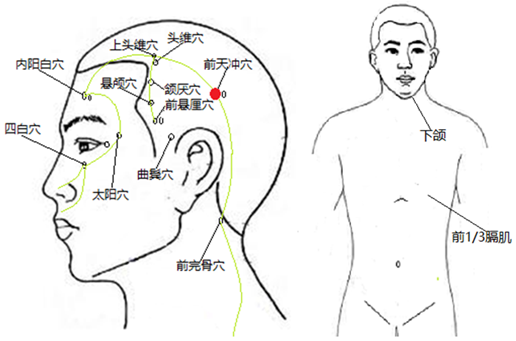 头维穴
上头维穴
内阳白穴
前天冲穴
悬颅穴
颔厌穴
前悬厘穴
四白穴
下颌
曲鬓穴
太阳穴
前1/3膈肌
前完骨穴